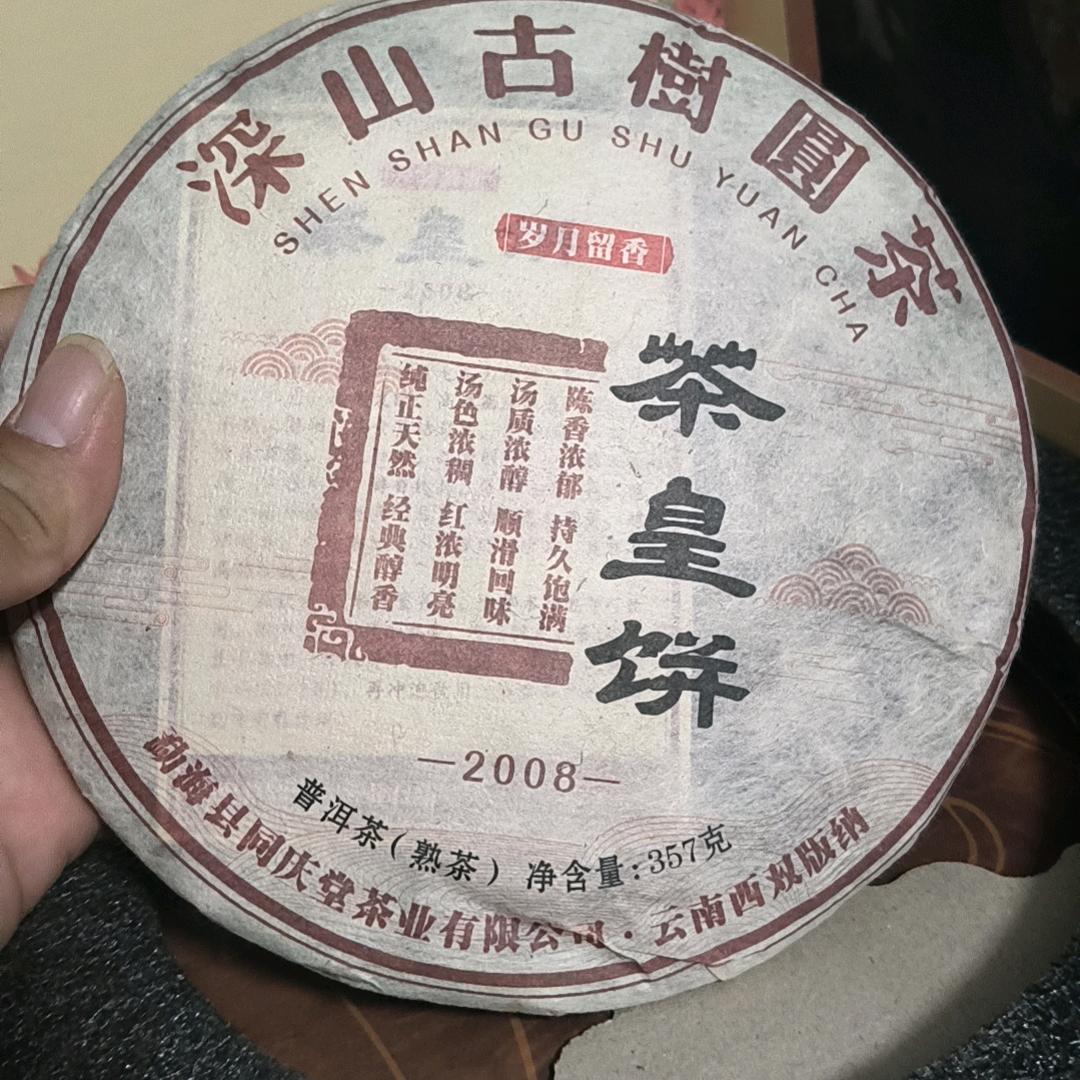 深山古樹圓茶
SHEN SHAN GU SHU YUAN CHA
岁月留香
茶皇饼
陈香浓郁 持久饱满
汤质浓醇 顺滑回味
汤色浓稠 红浓明亮
纯正天然 经典醇香
—2008—
普洱茶(熟茶) 净含量:357克
勐海县同庆堂茶业有限公司·云南西双版纳